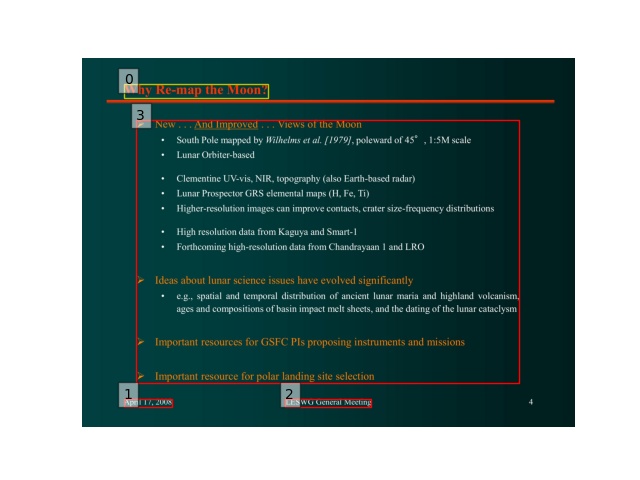 0
Why Re-map the Moon?
3
New . . . And Improved . . . Views of the Moon
• South Pole mapped by Wilhelms et al. [1979], poleward of 45° , 1:5M scale
• Lunar Orbiter-based
• Clementine UV-vis, NIR, topography (also Earth-based radar)
• Lunar Prospector GRS elemental maps (H, Fe, Ti)
• Higher-resolution images can improve contacts, crater size-frequency distributions
• High resolution data from Kaguya and Smart-1
• Forthcoming high-resolution data from Chandrayaan 1 and LRO
Ideas about lunar science issues have evolved significantly
• e.g., spatial and temporal distribution of ancient lunar maria and highland volcanism,
ages and compositions of basin impact melt sheets, and the dating of the lunar cataclysm
Important resources for GSFC PIs proposing instruments and missions
Important resource for polar landing site selection
1
2
April 17, 2008
General Meeting
4